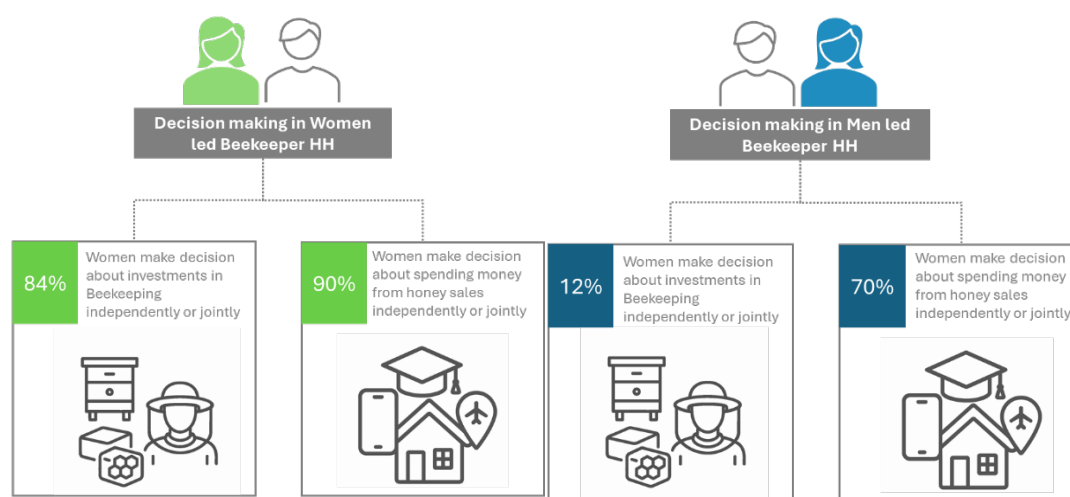 Decision making in Women
led Beekeeper HH
Decision making in Men led
Beekeeper HH
84%
Women make decision
about investments in
Beekeeping
independently or jointly
90%
Women make decision
about spending money
from honey sales
independently or jointly
12%
Women make decision
about investments in
Beekeeping
independently or jointly
70%
Women make decision
about spending money
from honey sales
independently or jointly